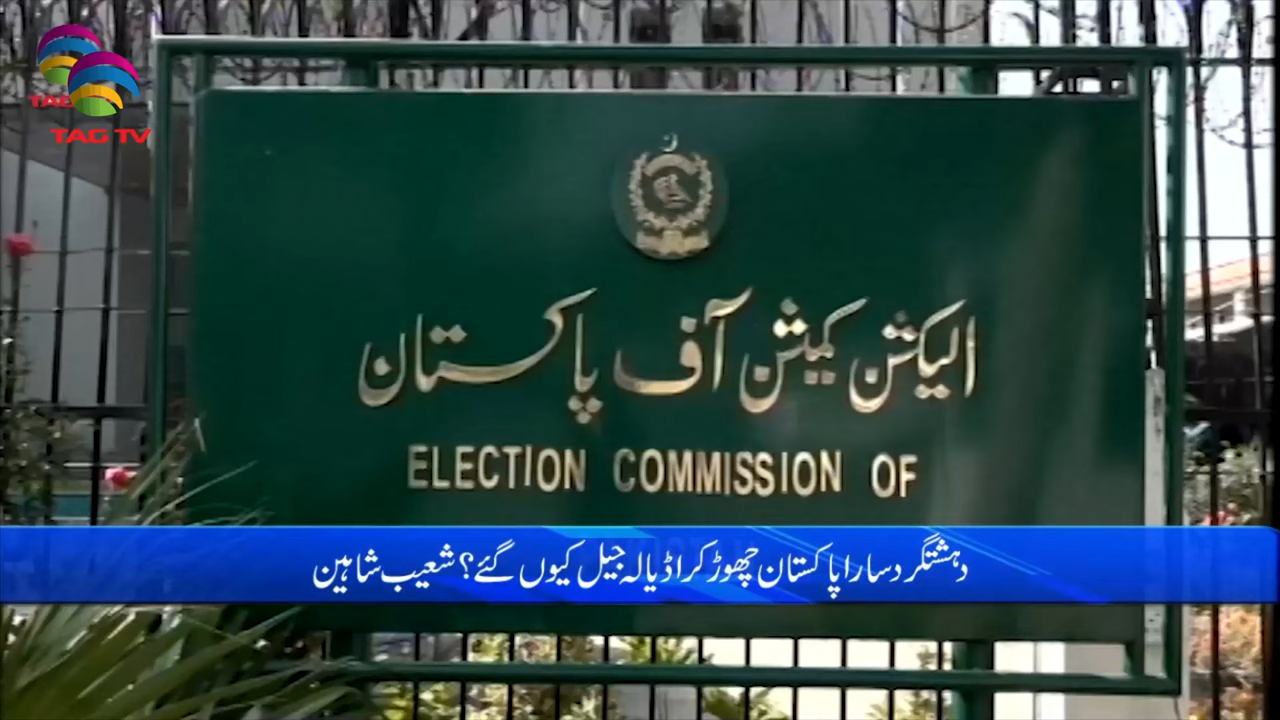 TAG TV
الیکشن کمیشن آف پاکستان
ELECTION COMMISSION OF
دہشتگرد سارا پاکستان چھوڑ کر اڈیالہ جیل کیوں گئے؟ شعیب شاہین